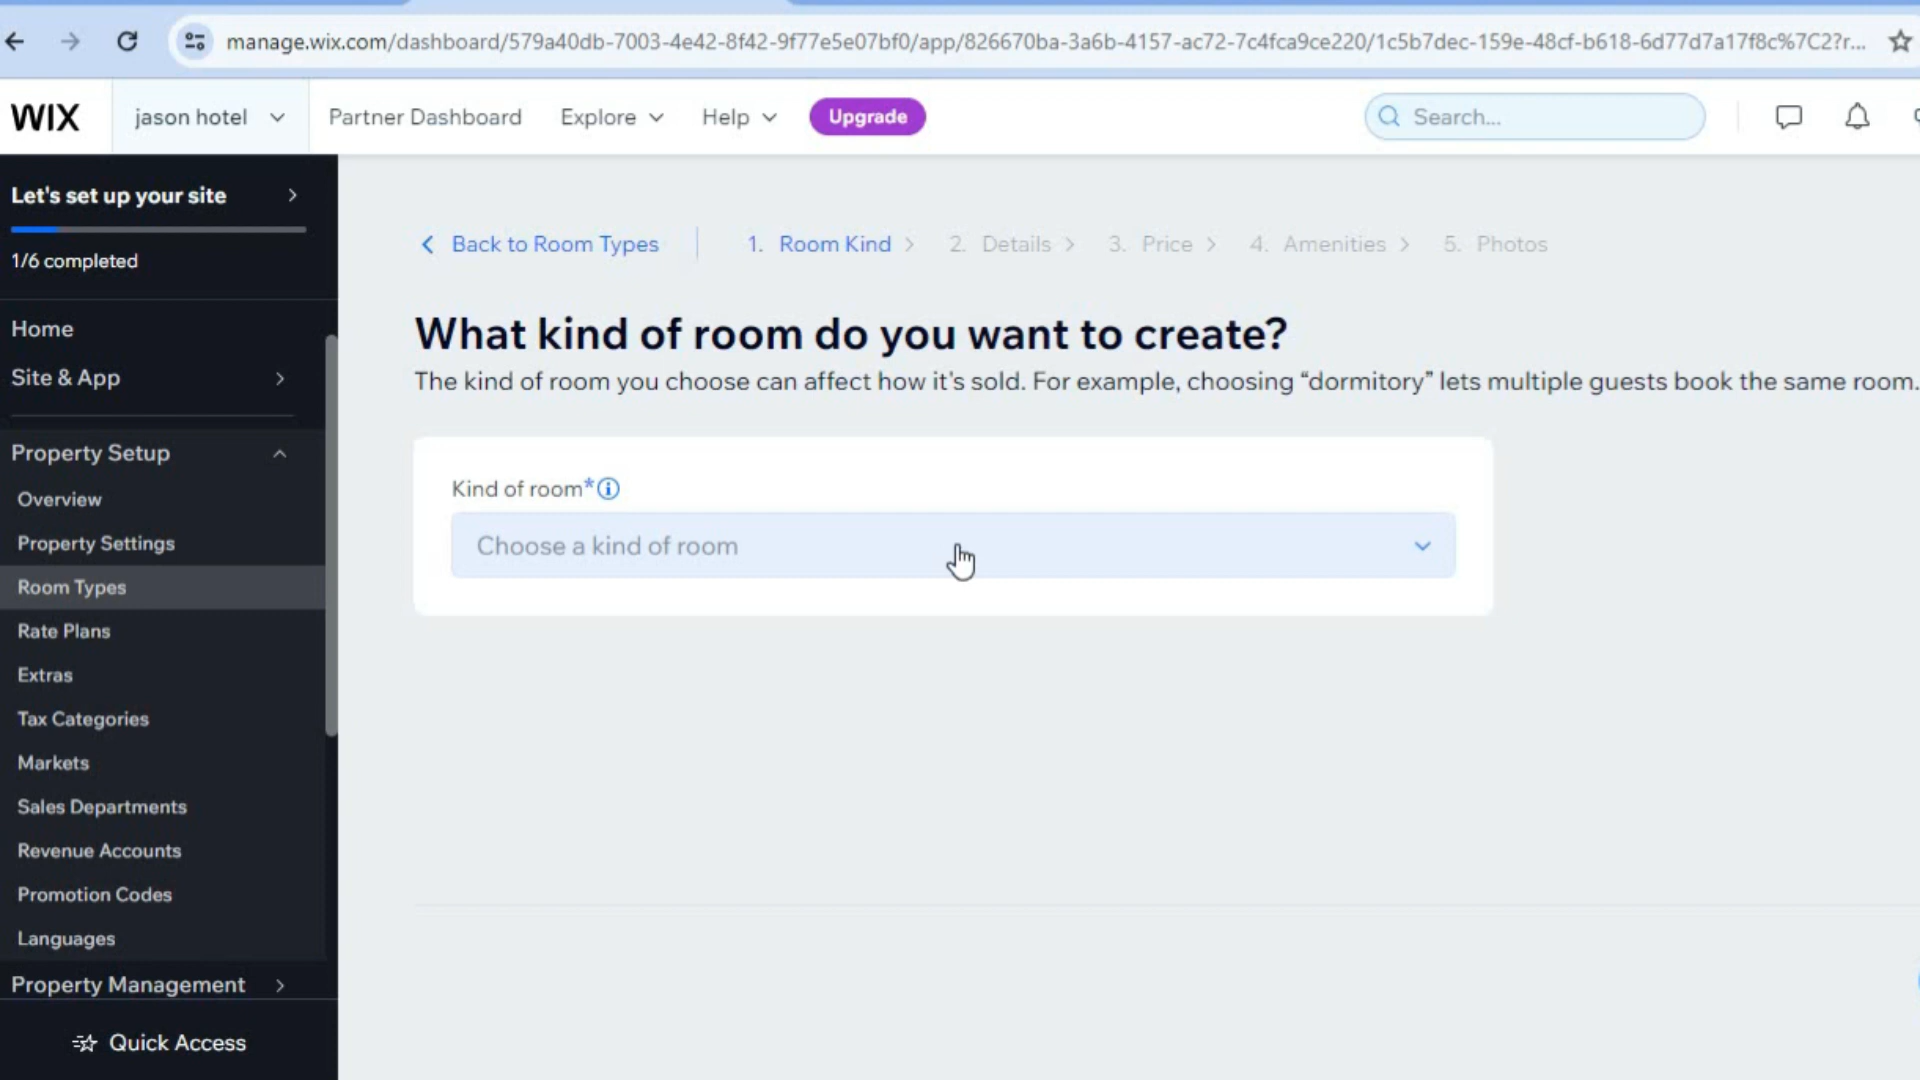 manage.wix.com/dashboard/579a40db-7003-4e42-8f42-9f77e5e07bf0/app/826670ba-3a6b-4157-ac72-7c4fca9ce220/1c5b7dec-159e-48cf-b618-6d77d7a17f8c%7C2?r...
WIX
jason hotel
Partner Dashboard
Explore
Help
Upgrade
Search...
Let's set up your site
1/6 completed
Home
Site & App
Property Setup
Overview
Property Settings
Room Types
Rate Plans
Extras
Tax Categories
Markets
Sales Departments
Revenue Accounts
Promotion Codes
Languages
Property Management
Quick Access
Back to Room Types
1. Room Kind
2. Details
3. Price
4. Amenities
5. Photos
What kind of room do you want to create?
The kind of room you choose can affect how it's sold. For example, choosing “dormitory” lets multiple guests book the same room.
Kind of room*
Choose a kind of room